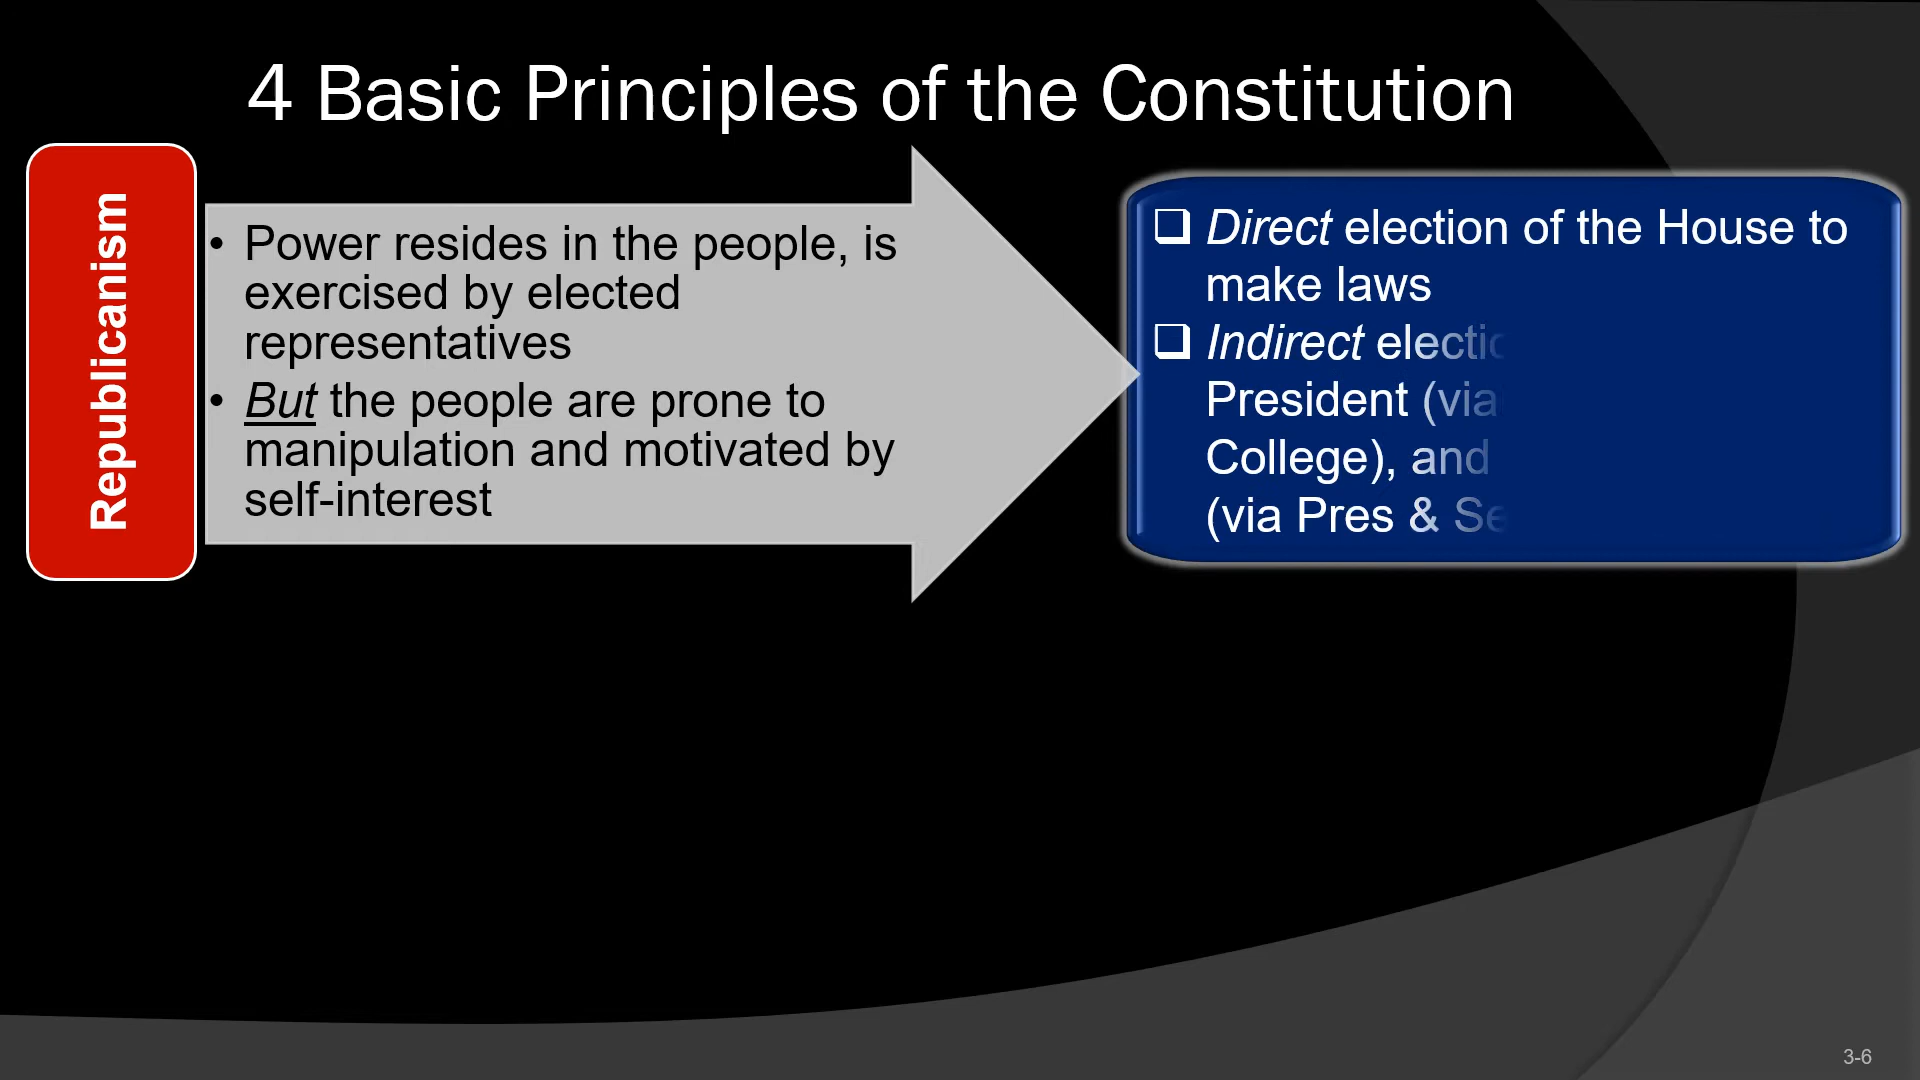 4 Basic Principles of the Constitution
Republicanism
• Power resides in the people, is
exercised by elected
representatives
• But the people are prone to
manipulation and motivated by
self-interest
❑ Direct election of the House to
make laws
❑ Indirect
President (via
College), and
(via Pres &
3-6